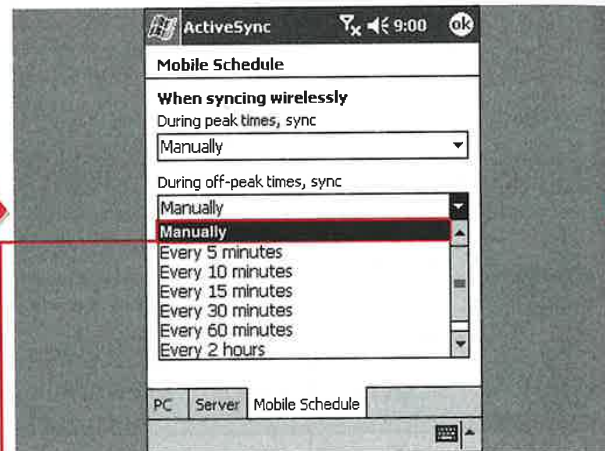 ActiveSync 9:00 ok
Mobile Schedule
When syncing wirelessly
During peak times, sync
Manually
During off-peak times, sync
Manually
Manually
Every 5 minutes
Every 10 minutes
Every 15 minutes
Every 30 minutes
Every 60 minutes
Every 2 hours
PC Server Mobile Schedule